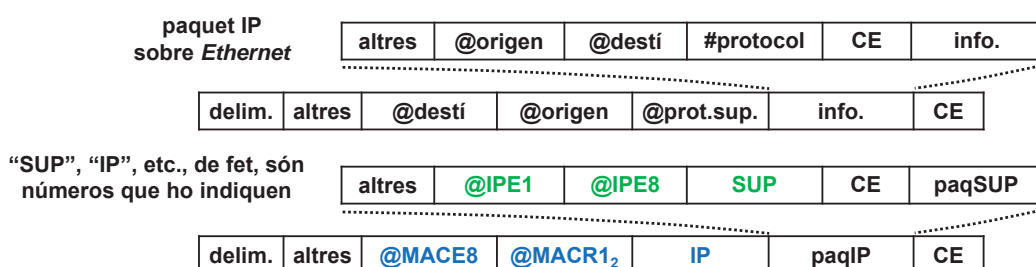 paquet IP
sobre Ethernet
altres @origen @destí #protocol CE info.
delim. altres @destí @origen @prot.sup. info. CE
“SUP”, “IP”, etc., de fet, són
números que ho indiquen
altres @IPE1 @IPE8 SUP CE paqSUP
delim. altres @MACE8 @MACR1₂ IP paqIP CE